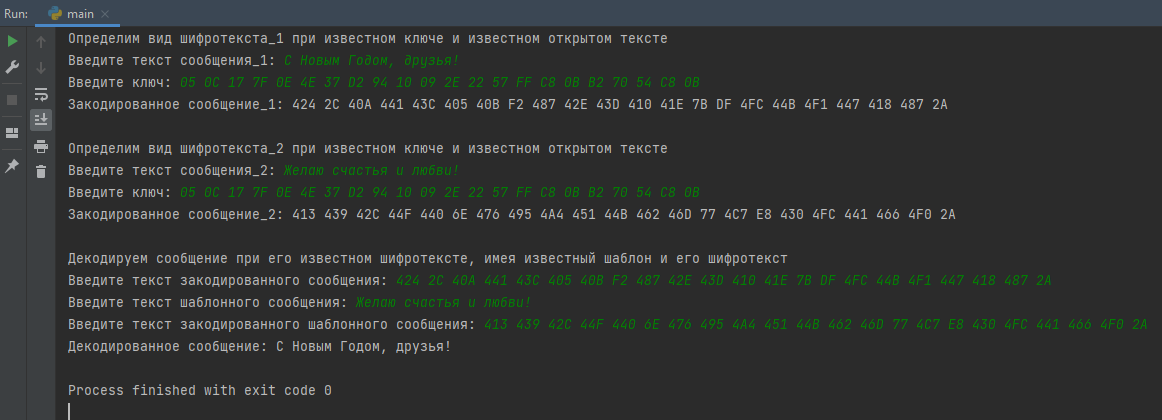 Run: main
Определим вид шифротекста_1 при известном ключе и известном открытом тексте
Введите текст сообщения_1: С Новым Годом, друзья!
Введите ключ: 05 0C 17 7F 0E 4E 37 D2 94 10 09 2E 22 57 FF C8 0B B2 70 54 C8 0B
Закодированное сообщение_1: 424 2C 40A 441 43C 405 40B F2 487 42E 43D 410 41E 7B DF 4FC 44B 4F1 447 418 487 2A
Определим вид шифротекста_2 при известном ключе и известном открытом тексте
Введите текст сообщения_2: Желаю счастья и любви!
Введите ключ: 05 0C 17 7F 0E 4E 37 D2 94 10 09 2E 22 57 FF C8 0B B2 70 54 C8 0B
Закодированное сообщение_2: 413 439 42C 44F 440 6E 476 495 4A4 451 44B 462 46D 77 4C7 E8 430 4FC 441 466 4F0 2A
Декодируем сообщение при его известном шифротексте, имея известный шаблон и его шифротекст
Введите текст закодированного сообщения: 424 2C 40A 441 43C 405 40B F2 487 42E 43D 410 41E 7B DF 4FC 44B 4F1 447 418 487 2A
Введите текст шаблонного сообщения: Желаю счастья и любви!
Введите текст закодированного шаблонного сообщения: 413 439 42C 44F 440 6E 476 495 4A4 451 44B 462 46D 77 4C7 E8 430 4FC 441 466 4F0 2A
Декодированное сообщение: С Новым Годом, друзья!
Process finished with exit code 0